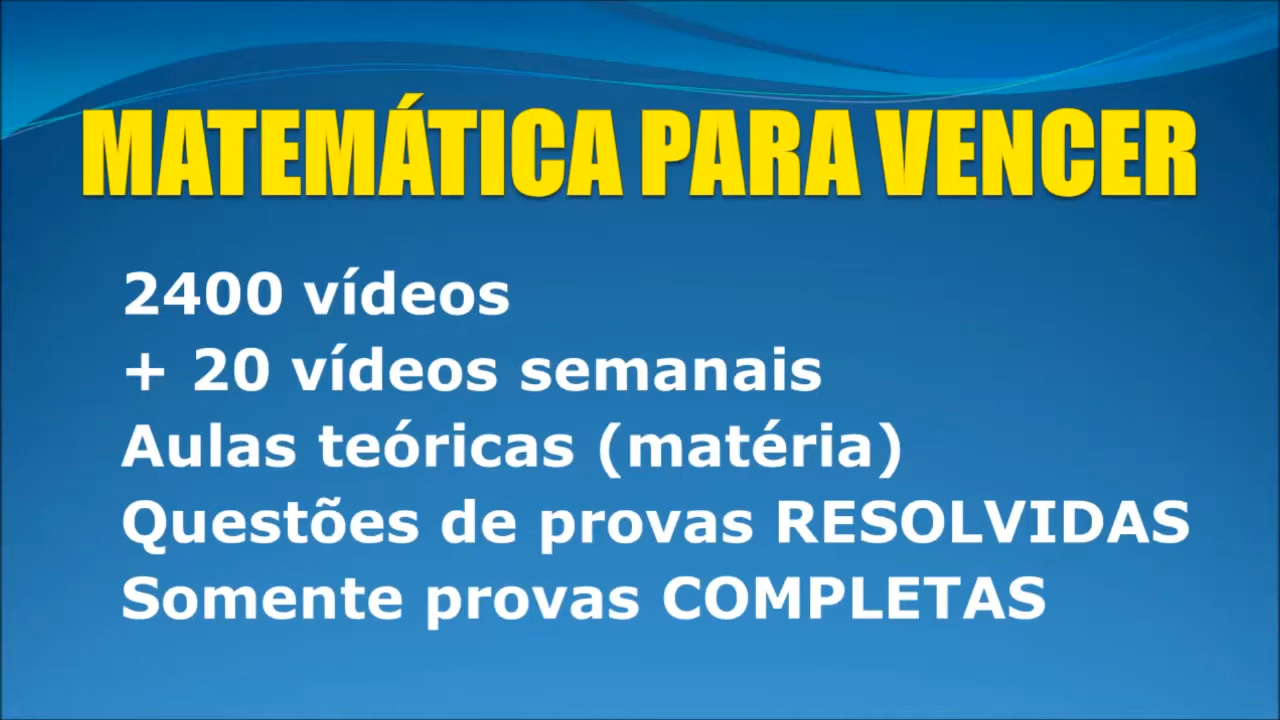 MATEMÁTICA PARA VENCER
2400 vídeos
+ 20 vídeos semanais
Aulas teóricas (matéria)
Questões de provas RESOLVIDAS
Somente provas COMPLETAS